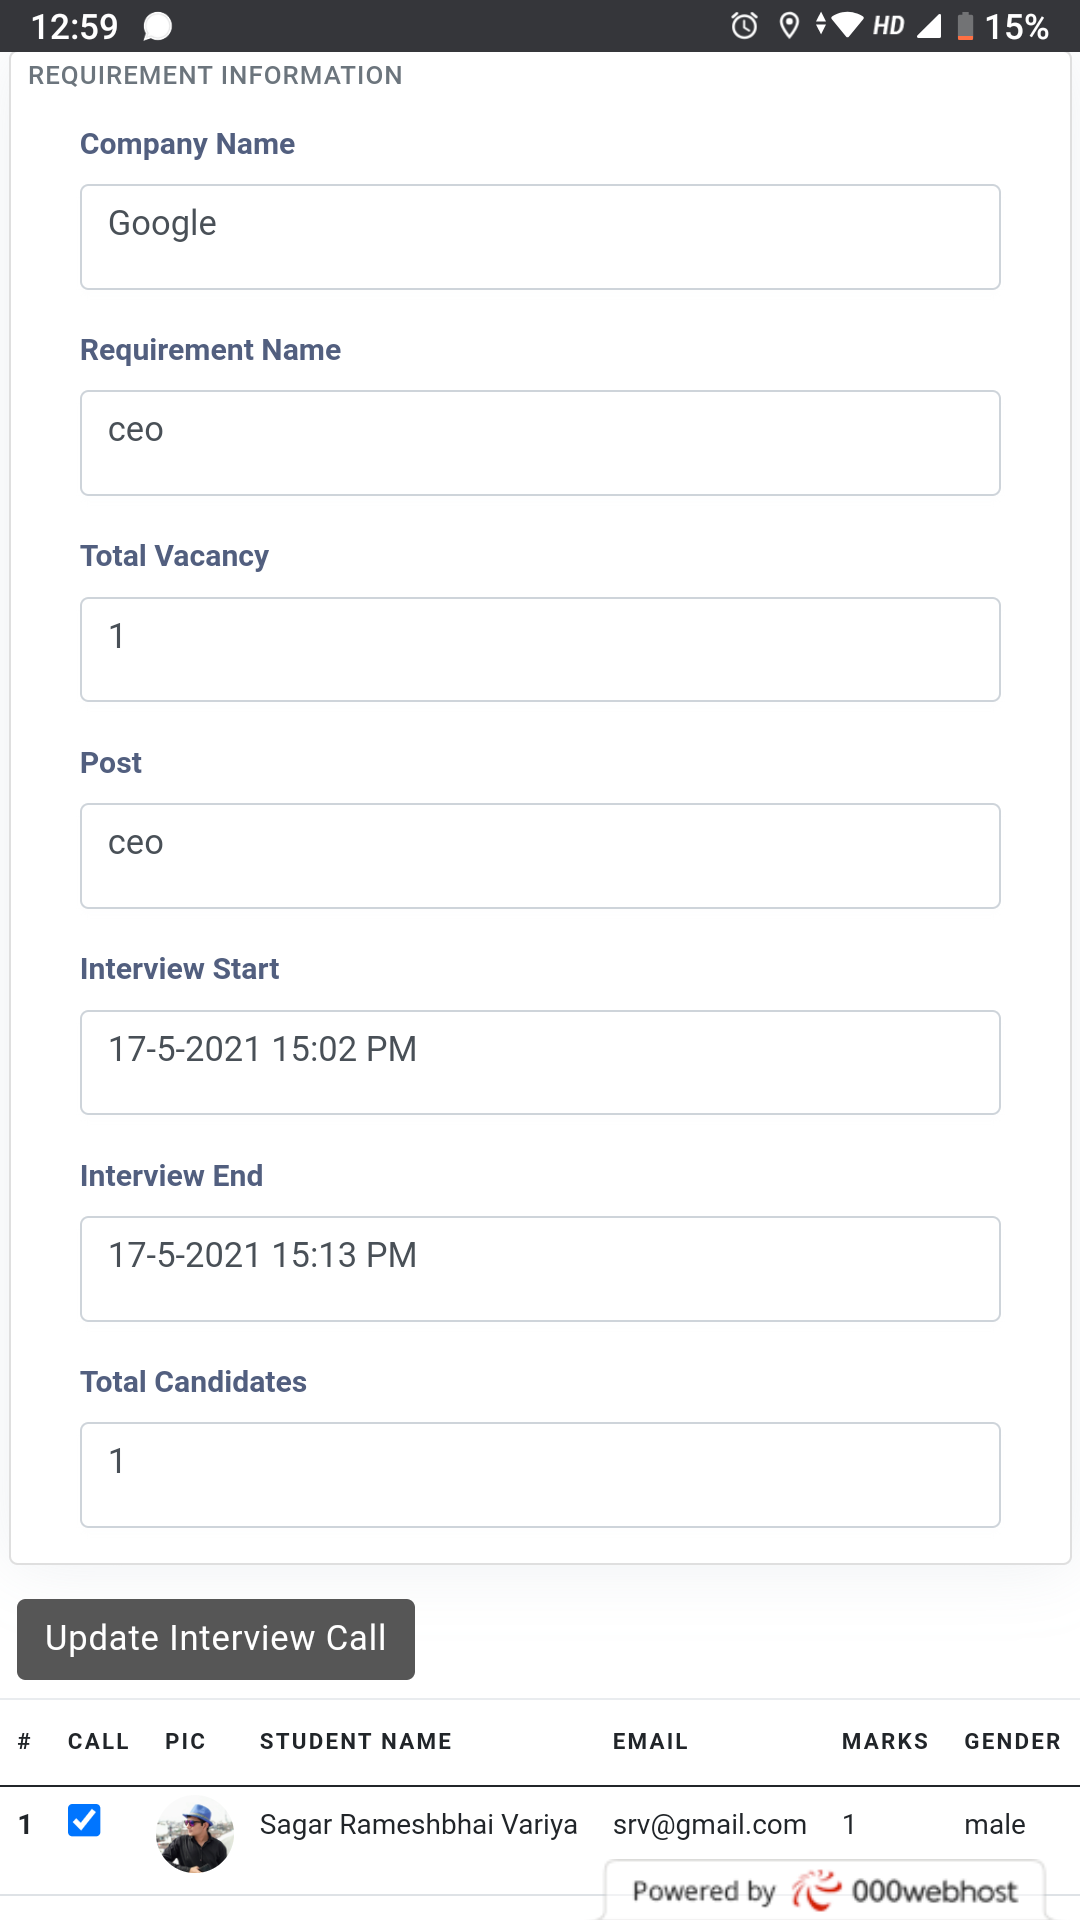 12:59 HD 15%
REQUIREMENT INFORMATION
Company Name
Google
Requirement Name
ceo
Total Vacancy
1
Post
ceo
Interview Start
17-5-2021 15:02 PM
Interview End
17-5-2021 15:13 PM
Total Candidates
1
Update Interview Call
# CALL PIC STUDENT NAME EMAIL MARKS GENDER
1 Sagar Rameshbhai Variya srv@gmail.com 1 male
Powered by 000webhost